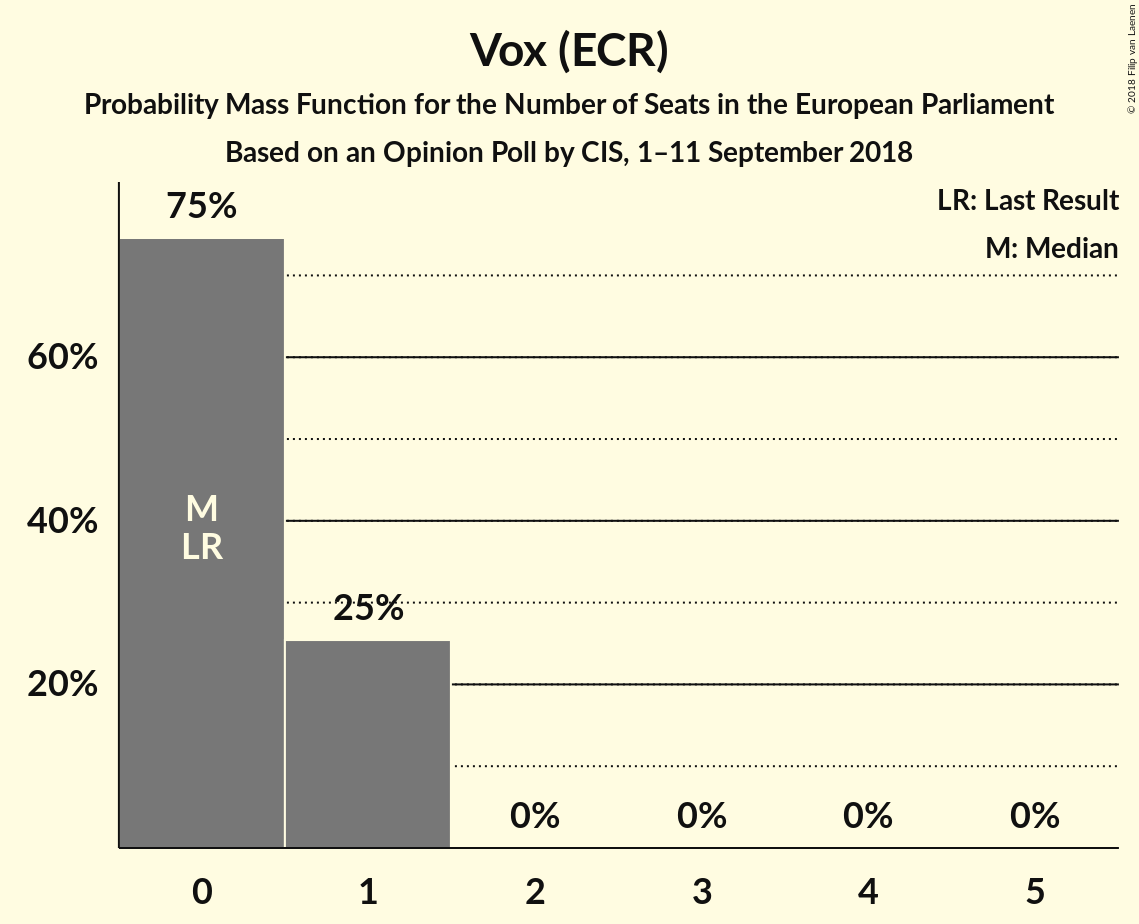 Vox (ECR)
Probability Mass Function for the Number of Seats in the European Parliament
Based on an Opinion Poll by CIS, 1–11 September 2018
© 2018 Filip van Laenen
LR: Last Result
M: Median
75%
60%
40%
20%
M
LR
25%
0%
0%
0%
0%
0
1
2
3
4
5